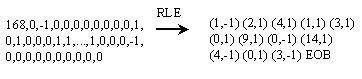 168,0,-1,0,0,0,0,0,0,0,0,1,
0,1,0,0,0,1,1,...,1,0,0,0,-1,
0,0,0,0,0,0,0,0,0,0
RLE
(1,-1) (2,1) (4,1) (1,1) (3,1)
(0,1) (9,1) (0,-1) (14,1)
(4,-1) (0,1) (3,-1) EOB